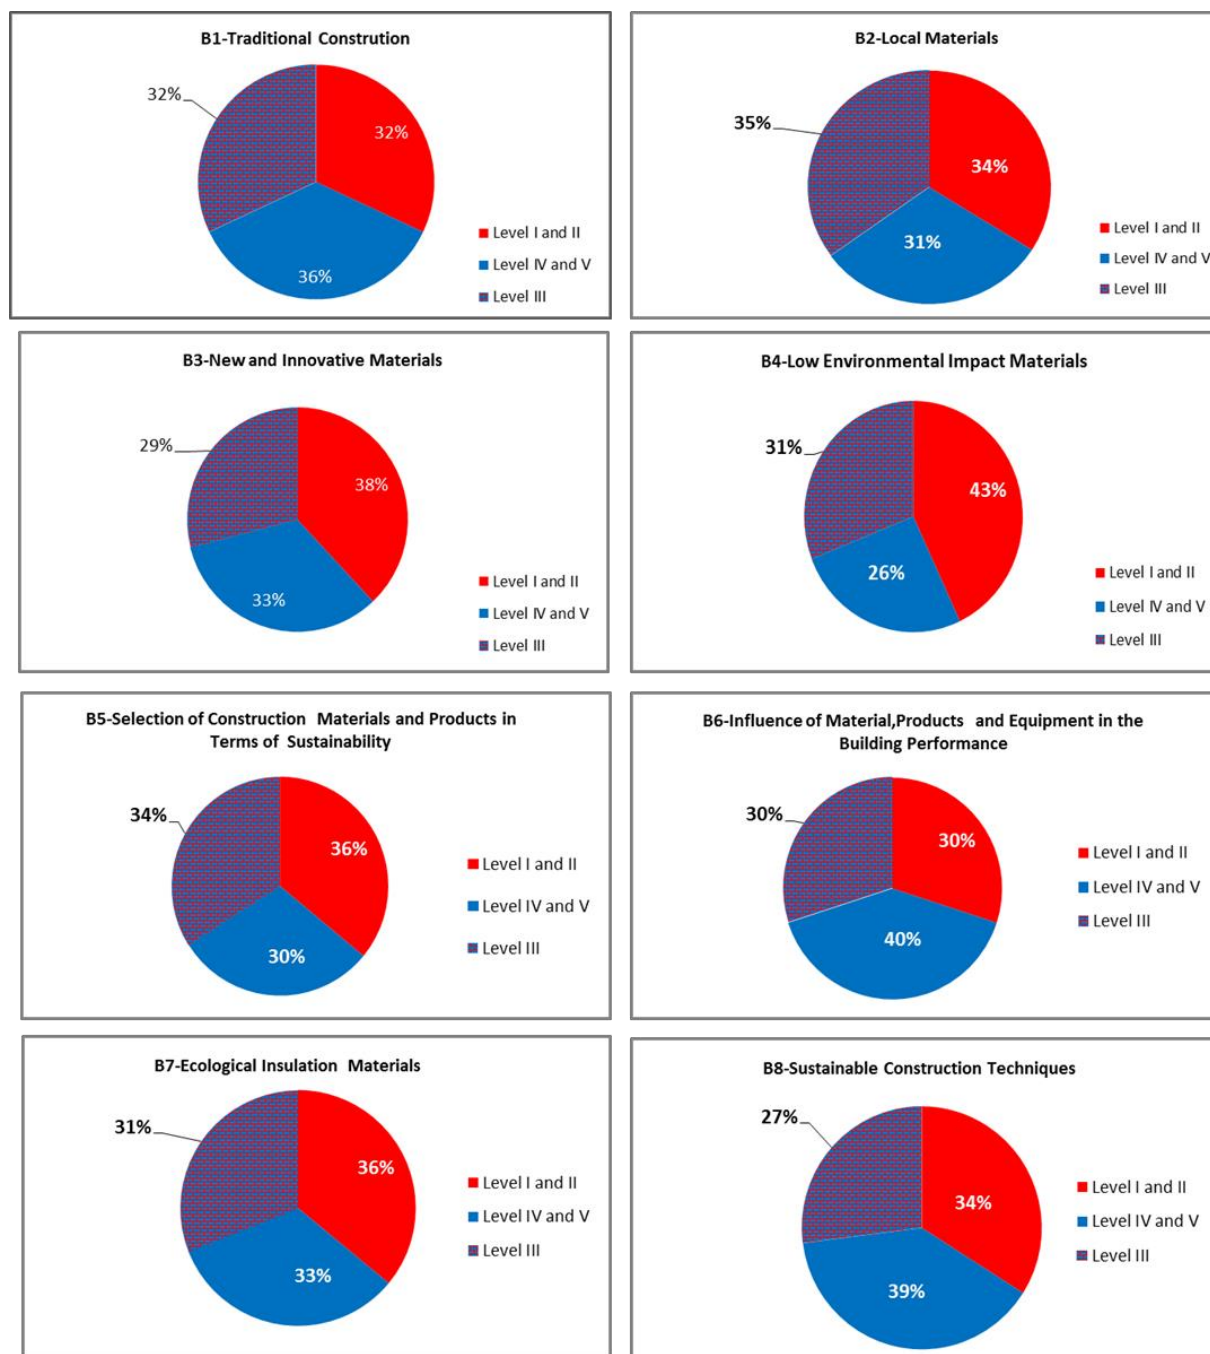 B1-Traditional Constrution
32%
32%
36%
Level I and II
Level IV and V
Level III
B2-Local Materials
35%
34%
31%
Level I and II
Level IV and V
Level III
B3-New and Innovative Materials
29%
38%
33%
Level I and II
Level IV and V
Level III
B4-Low Environmental Impact Materials
31%
43%
26%
Level I and II
Level IV and V
Level III
B5-Selection of Construction Materials and Products in
Terms of Sustainability
34%
36%
30%
Level I and II
Level IV and V
Level III
B6-Influence of Material,Products and Equipment in the
Building Performance
30%
30%
40%
Level I and II
Level IV and V
Level III
B7-Ecological Insulation Materials
31%
36%
33%
Level I and II
Level IV and V
Level III
B8-Sustainable Construction Techniques
27%
34%
39%
Level I and II
Level IV and V
Level III